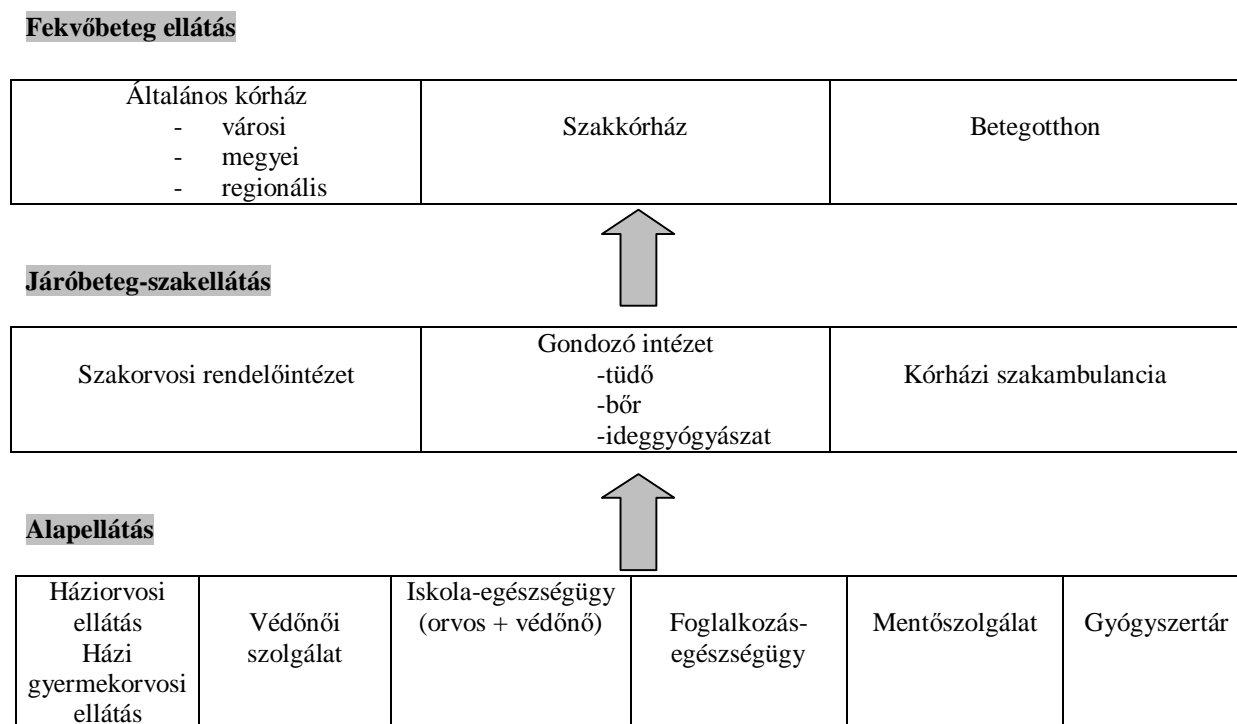 Fekvőbeteg ellátás
Általános kórház
- városi
- megyei
- regionális
Szakkórház
Betegotthon
Járóbeteg-szakellátás
Szakorvosi rendelőintézet
Gondozó intézet
-tüdő
-bőr
-ideggyógyászat
Kórházi szakambulancia
Alapellátás
Háziorvosi
ellátás
Házi
gyermekorvosi
ellátás
Védőnői
szolgálat
Iskola-egészségügy
(orvos + védőnő)
Foglalkozás-
egészségügy
Mentőszolgálat
Gyógyszertár